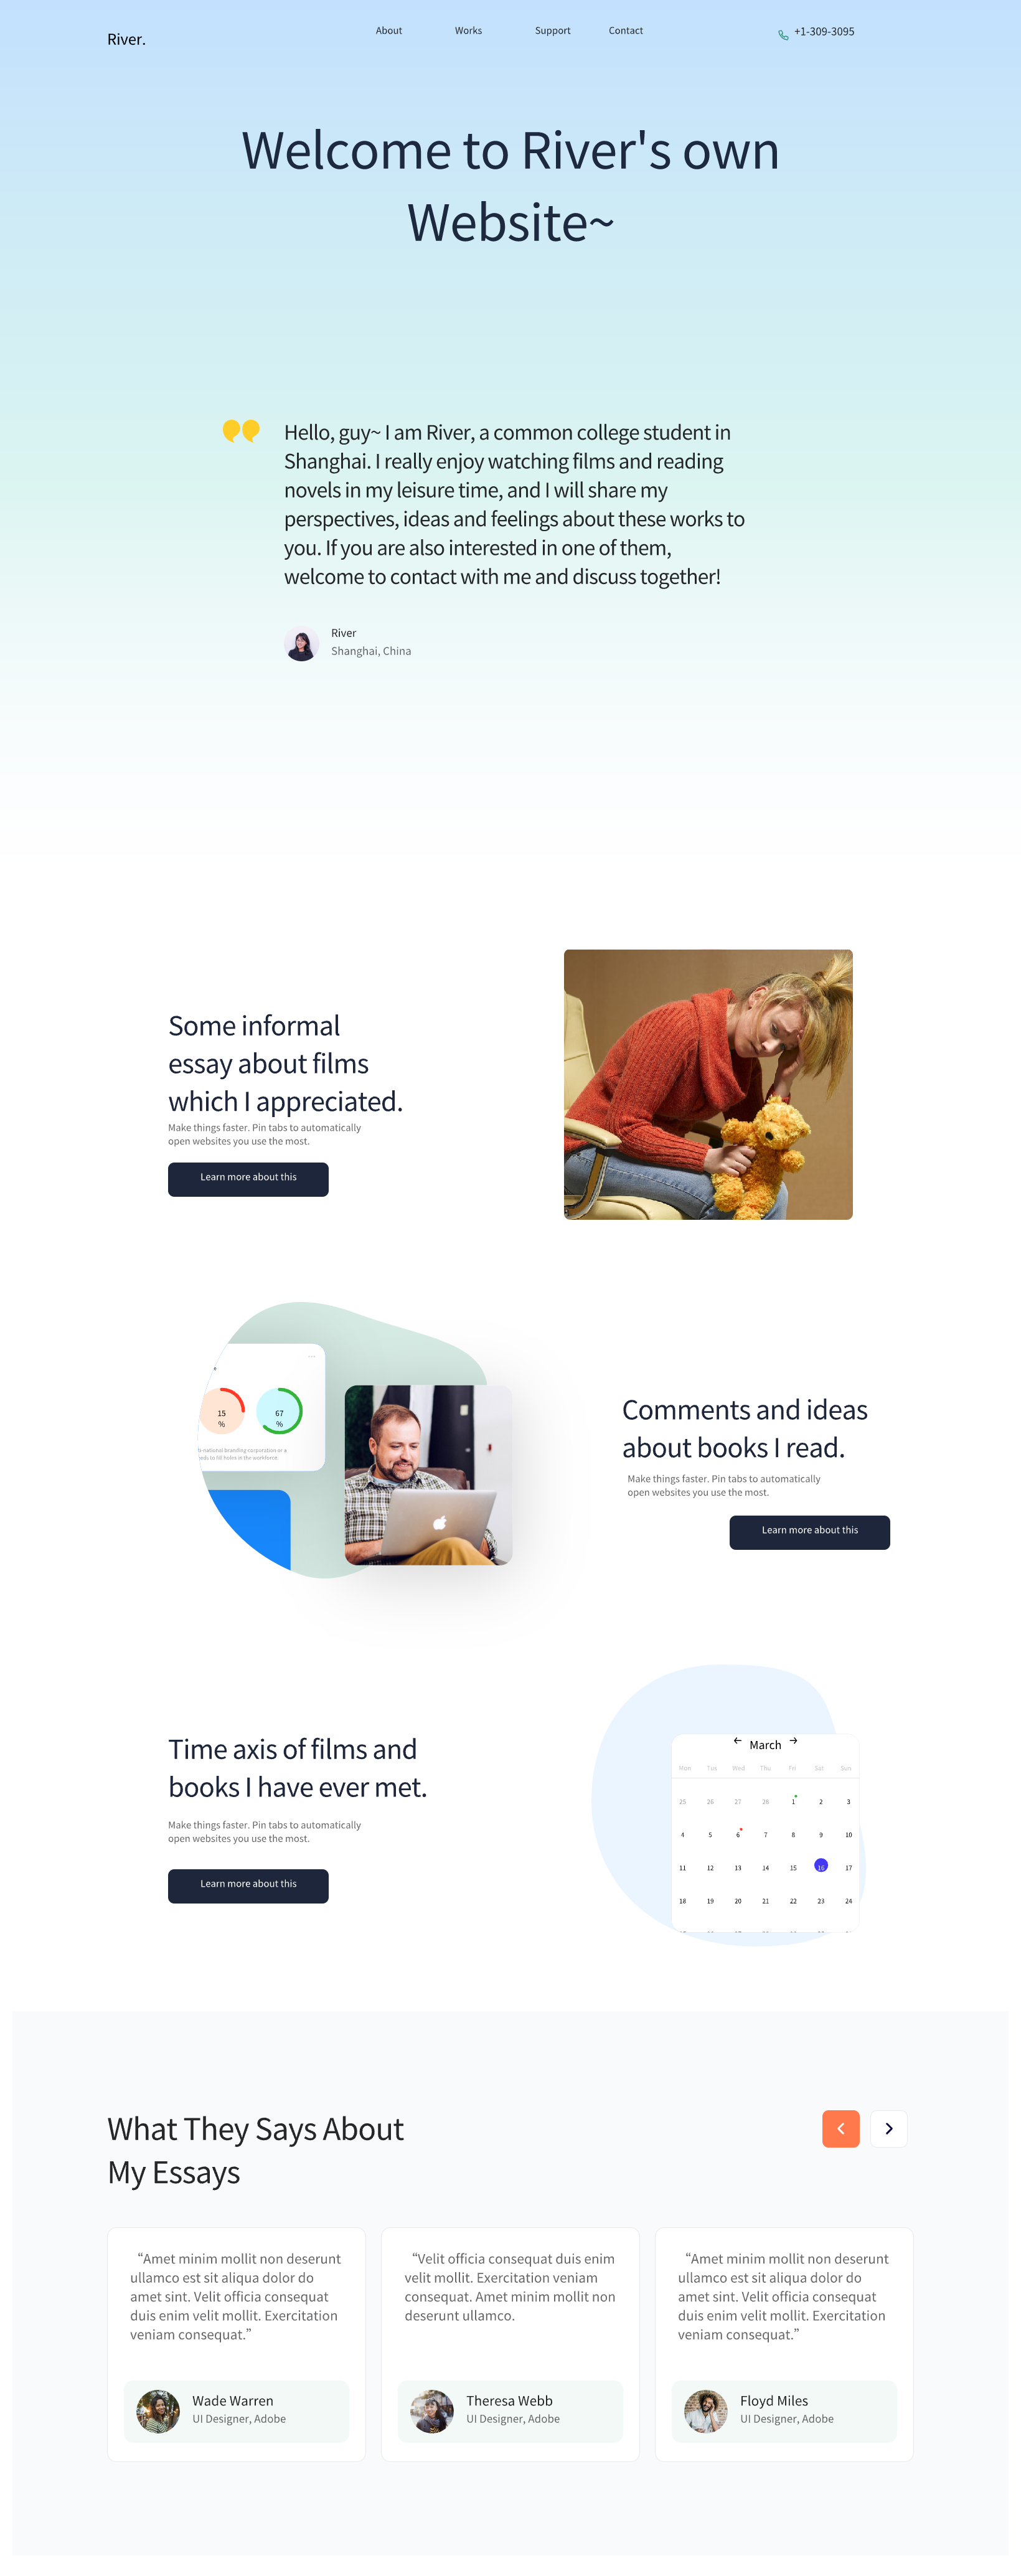 River.
About
Works
Support
Contact
+1-309-3095
Welcome to River's own
Website~
Hello, guy~ I am River, a common college student in
Shanghai. I really enjoy watching films and reading
novels in my leisure time, and I will share my
perspectives, ideas and feelings about these works to
you. If you are also interested in one of them,
welcome to contact with me and discuss together!
River
Shanghai, China
Some informal
essay about films
which I appreciated.
Make things faster. Pin tabs to automatically
open websites you use the most.
Learn more about this
15
%
67
%
national branding corporation or a
to fill holes in the workforce.
Comments and ideas
about books I read.
Make things faster. Pin tabs to automatically
open websites you use the most.
Learn more about this
Time axis of films and
books I have ever met.
Make things faster. Pin tabs to automatically
open websites you use the most.
Learn more about this
March
Mon Tus Wed Thu Fri Sat Sun
25 26 27 28 1 2 3
4 5 6 7 8 9 10
11 12 13 14 15 16 17
18 19 20 21 22 23 24
What They Says About
My Essays
“Amet minim mollit non deserunt
ullamco est sit aliqua dolor do
amet sint. Velit officia consequat
duis enim velit mollit. Exercitation
veniam consequat.”
Wade Warren
UI Designer, Adobe
“Velit officia consequat duis enim
velit mollit. Exercitation veniam
consequat. Amet minim mollit non
deserunt ullamco.
Theresa Webb
UI Designer, Adobe
“Amet minim mollit non deserunt
ullamco est sit aliqua dolor do
amet sint. Velit officia consequat
duis enim velit mollit. Exercitation
veniam consequat.”
Floyd Miles
UI Designer, Adobe